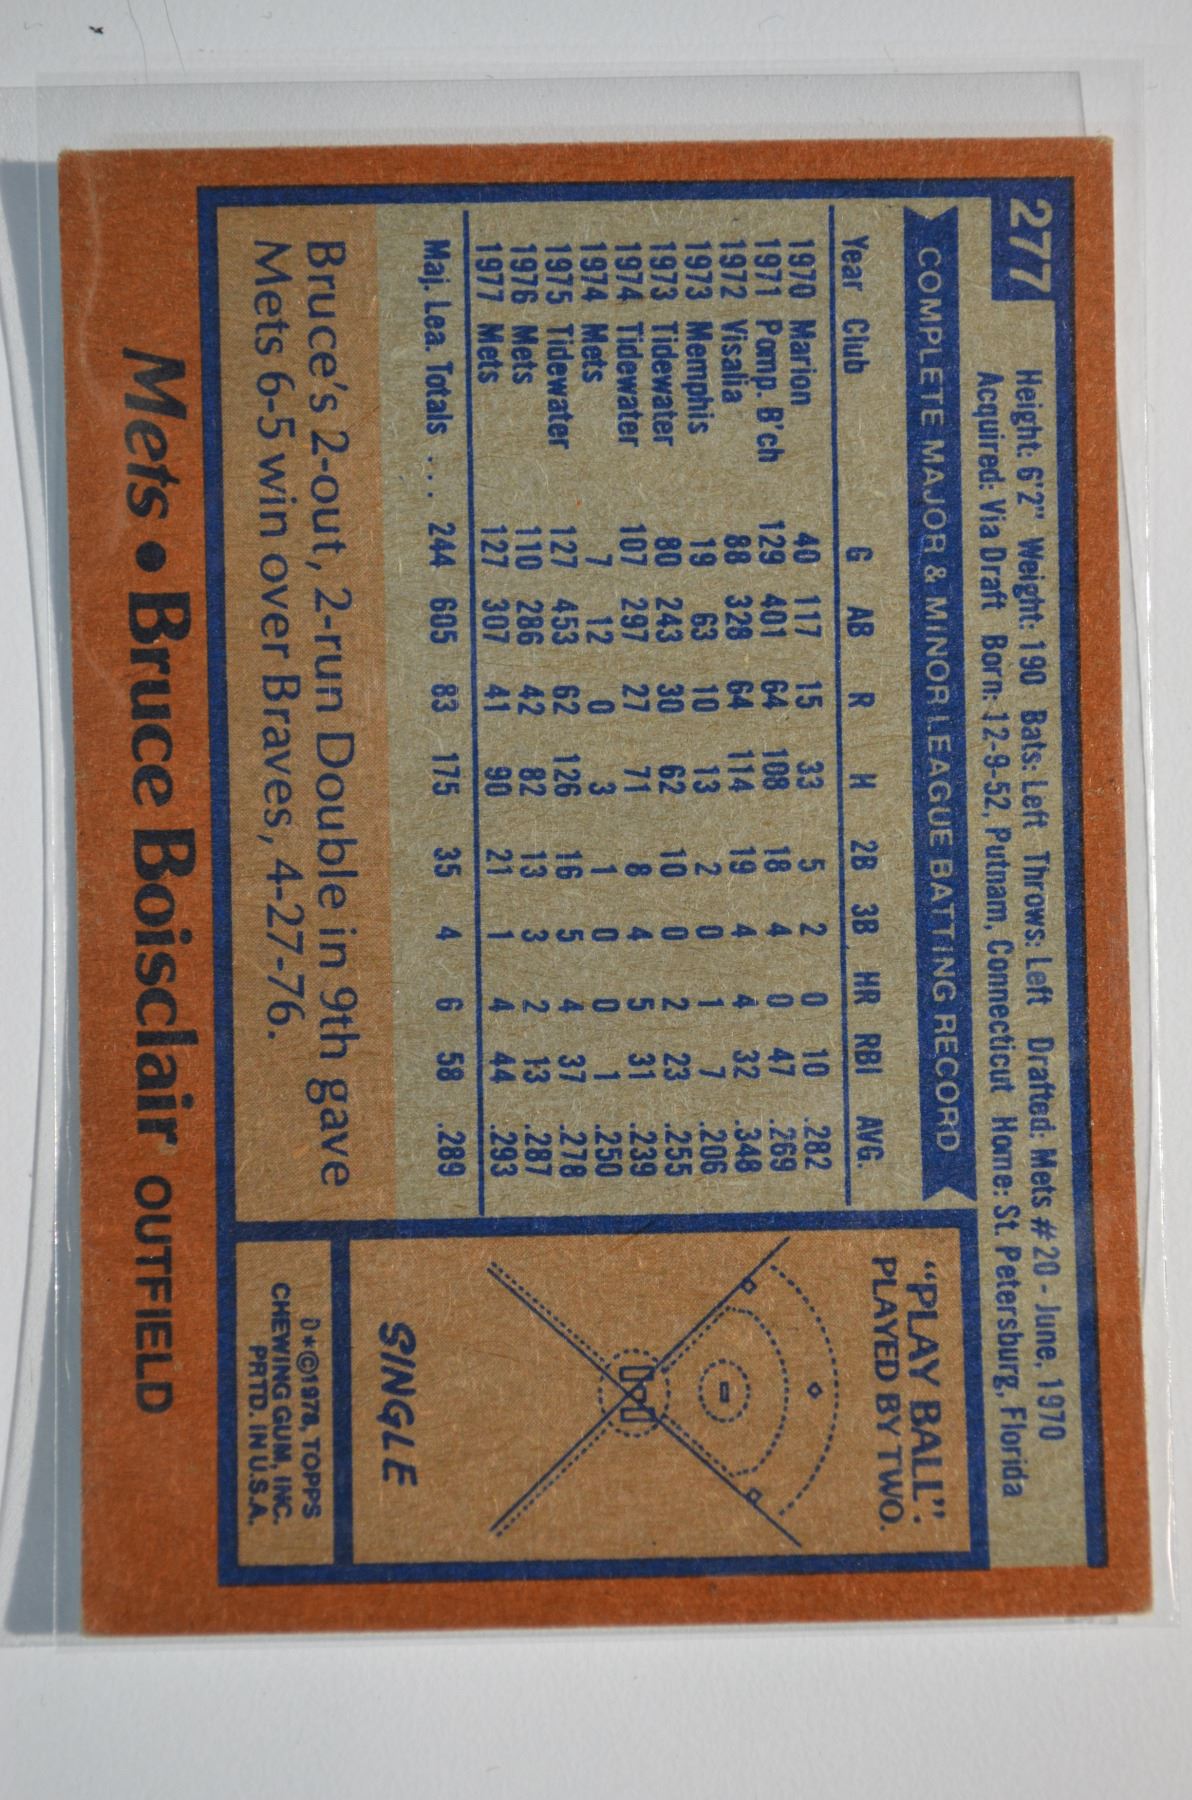 277
Height: 6'2" Weight: 190 Bats: Left Throws: Left Drafted: Mets #20 - June, 1970
Acquired: Via Draft Born: 12-9-52, Putnam, Connecticut Home: St. Petersburg, Florida
COMPLETE MAJOR & MINOR LEAGUE BATTING RECORD
Year Club G AB R H 2B 3B HR RBI AVG.
1970 Marion 40 117 15 33 5 2 0 10 .282
1971 Pomp. B'ch 129 401 64 108 18 4 0 47 .269
1972 Visalia 88 328 64 114 19 4 4 32 .348
1973 Memphis 19 63 10 13 2 0 1 7 .206
1973 Tidewater 80 243 30 62 10 0 2 23 .255
1974 Tidewater 107 297 27 71 8 4 5 31 .239
1974 Mets 7 12 0 3 1 0 0 1 .250
1975 Tidewater 127 453 62 126 16 5 4 37 .278
1976 Mets 110 286 42 82 13 3 2 13 .287
1977 Mets 127 307 41 90 21 1 4 44 .293
Maj. Lea. Totals ... 244 605 83 175 35 4 6 58 .289
Bruce's 2-out, 2-run Double in 9th gave
Mets 6-5 win over Braves, 4-27-76.
"PLAY BALL":
PLAYED BY TWO.
SINGLE
D*©1978, TOPPS
CHEWING GUM, INC.
PRTD. IN U.S.A.
Mets • Bruce Boisclair OUTFIELD